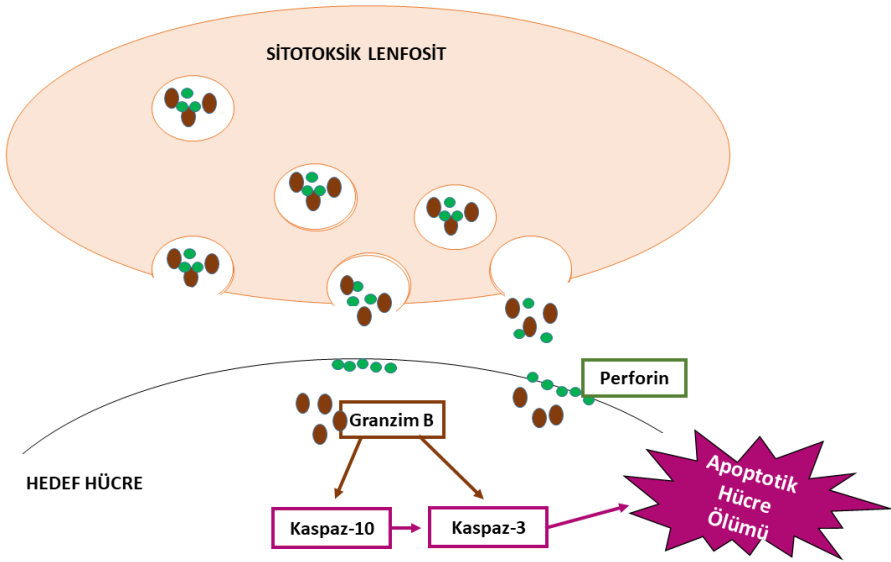 SİTOTOKSİK LENFOSİT
Perforin
Granzim B
HEDEF HÜCRE
Kaspaz-10
Kaspaz-3
Apoptotik
Hücre
Ölümü